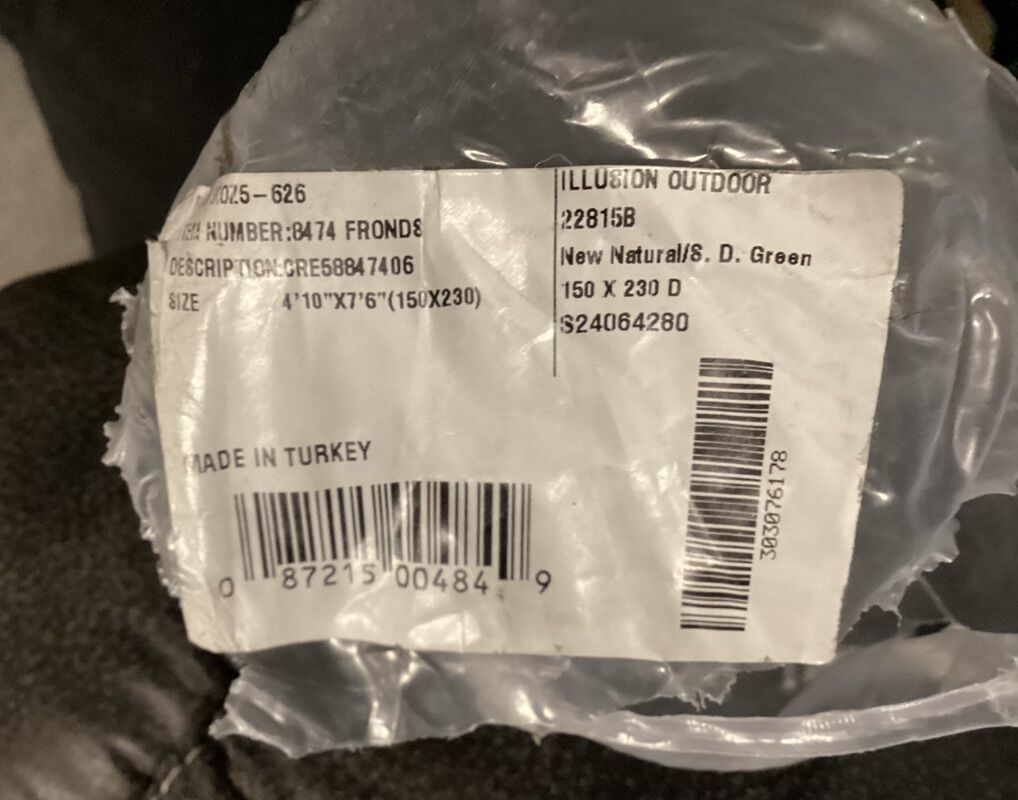 NUMBER:8474 FRONDS
DESCRIPTION:CRE58847406
SIZE 4'10"X7'6"(150X230)
MADE IN TURKEY
0 87215 00484 9
ILLUSION OUTDOOR
22815B
New Natural/S. D. Green
150 X 230 D
S24064280
303076178